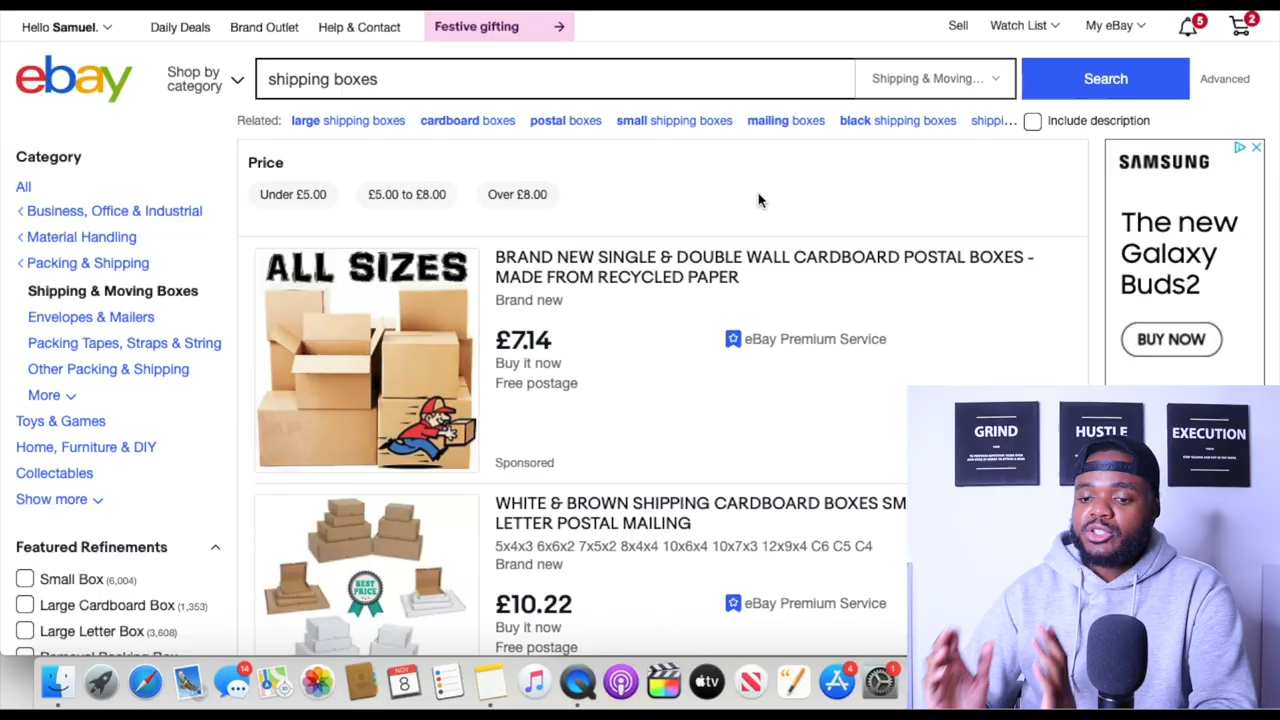 Hello Samuel.
Daily Deals
Brand Outlet
Help & Contact
Festive gifting
Sell
Watch List
My eBay
5
2
ebay
Shop by
category
shipping boxes
Shipping & Moving...
Search
Advanced
Related:
large shipping boxes
cardboard boxes
postal boxes
small shipping boxes
mailing boxes
black shipping boxes
shippi...
Include description
Category
All
Business, Office & Industrial
Material Handling
Packing & Shipping
Shipping & Moving Boxes
Envelopes & Mailers
Packing Tapes, Straps & String
Other Packing & Shipping
More
Toys & Games
Home, Furniture & DIY
Collectables
Show more
Featured Refinements
Small Box (6,004)
Large Cardboard Box (1,353)
Large Letter Box (3,608)
Price
Under £5.00
£5.00 to £8.00
Over £8.00
ALL SIZES
BRAND NEW SINGLE & DOUBLE WALL CARDBOARD POSTAL BOXES -
MADE FROM RECYCLED PAPER
Brand new
£7.14
eBay Premium Service
Buy it now
Free postage
Sponsored
BEST
PRICE
WHITE & BROWN SHIPPING CARDBOARD BOXES SM
LETTER POSTAL MAILING
5x4x3 6x6x2 7x5x2 8x4x4 10x6x4 10x7x3 12x9x4 C6 C5 C4
Brand new
£10.22
eBay Premium Service
Buy it now
Free postage
SAMSUNG
The new
Galaxy
Buds2
BUY NOW
GRIND
HUSTLE
EXECUTION
14
NOV
8
tv
4
1